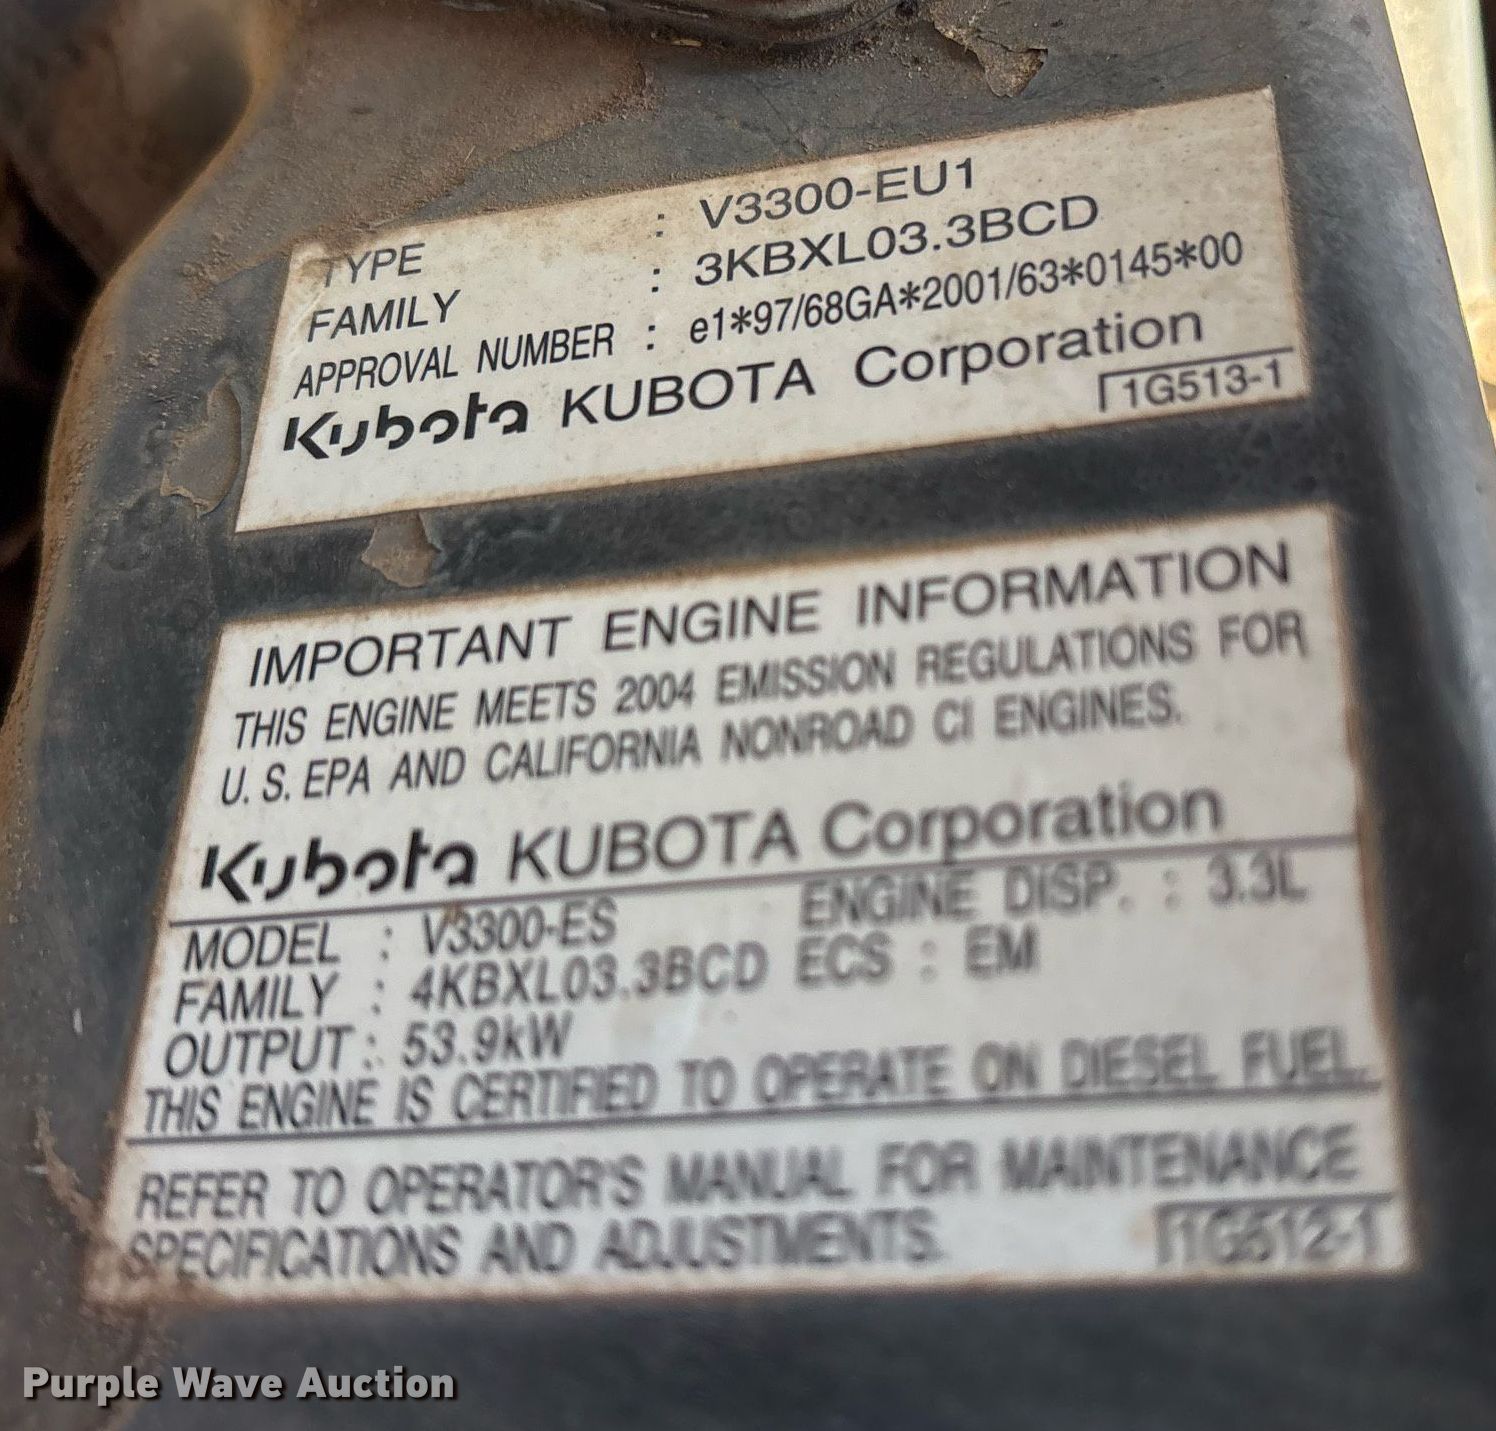 TYPE : V3300-EU1
FAMILY : 3KBXL03.3BCD
APPROVAL NUMBER : e1*97/68GA*2001/63*0145*00
Kubota KUBOTA Corporation
1G513-1
IMPORTANT ENGINE INFORMATION
THIS ENGINE MEETS 2004 EMISSION REGULATIONS FOR
U.S. EPA AND CALIFORNIA NONROAD CI ENGINES.
Kubota KUBOTA Corporation
MODEL : V3300-ES ENGINE DISP. : 3.3L
FAMILY : 4KBXL03.3BCD ECS : EM
OUTPUT : 53.9kW
THIS ENGINE IS CERTIFIED TO OPERATE ON DIESEL FUEL.
REFER TO OPERATOR'S MANUAL FOR MAINTENANCE
SPECIFICATIONS AND ADJUSTMENTS.
1G512-1
Purple Wave Auction